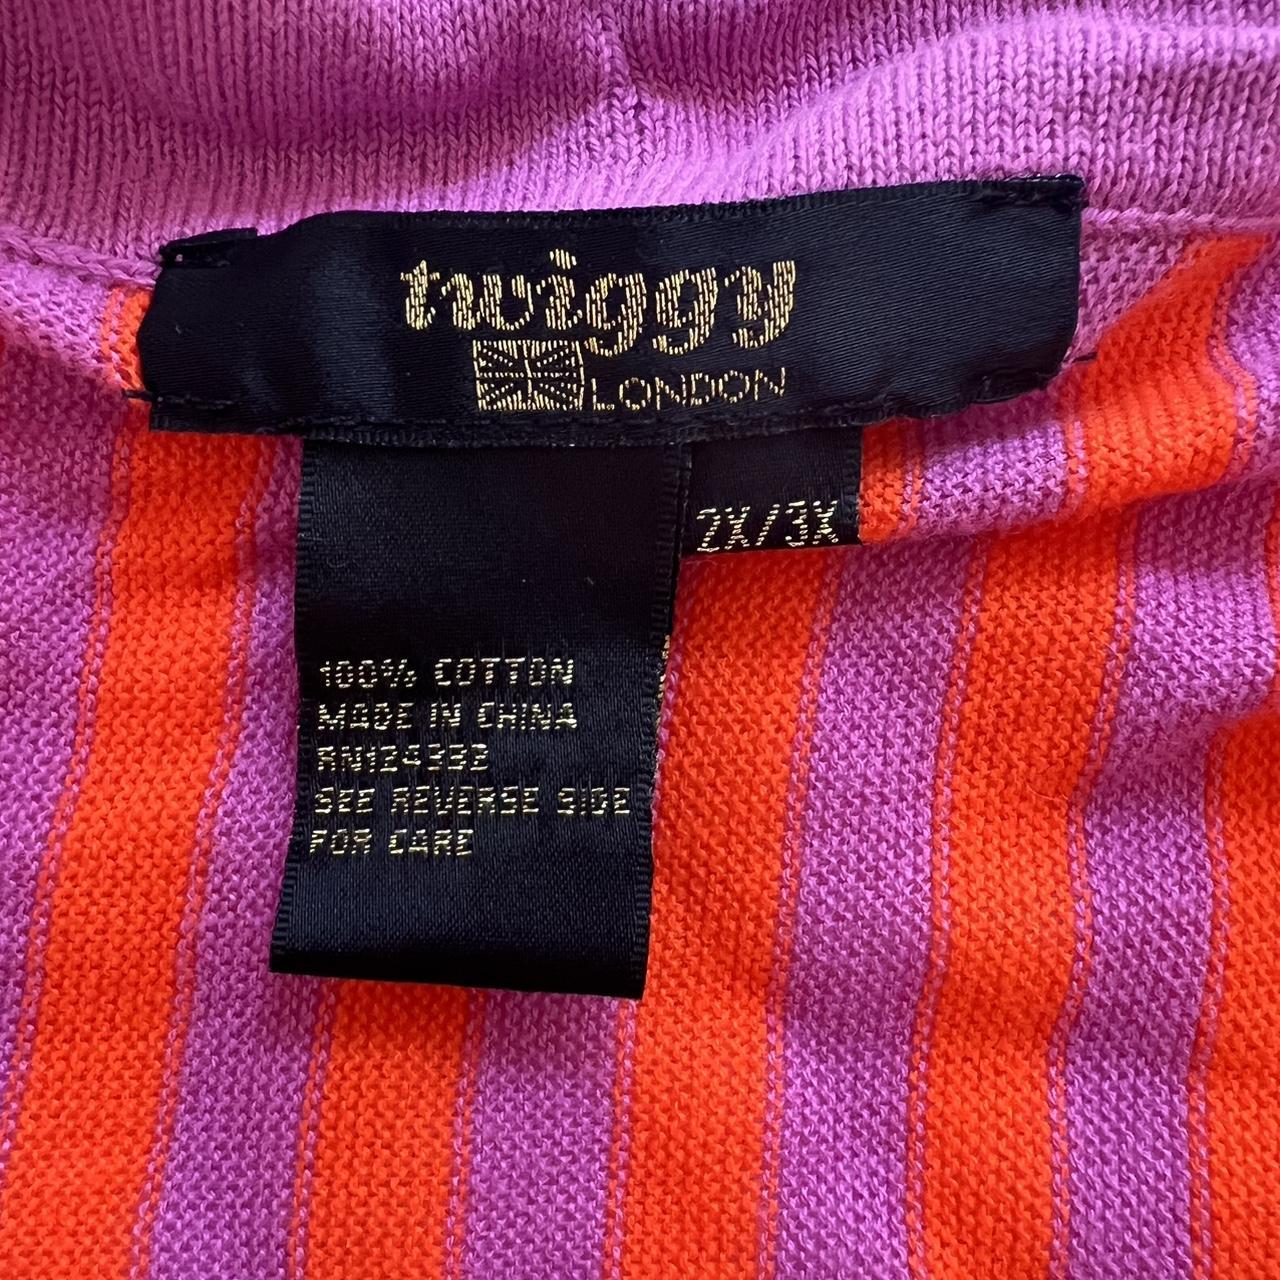 twiggy
LONDON
2X/3X
100% COTTON
MADE IN CHINA
RN124332
SEE REVERSE SIDE
FOR CARE